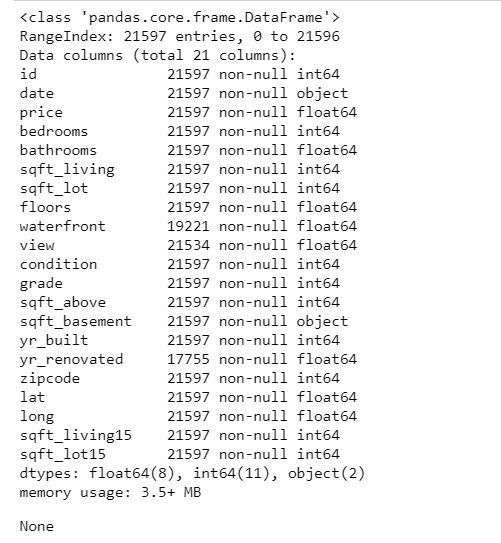 <class 'pandas.core.frame.DataFrame'>
RangeIndex: 21597 entries, 0 to 21596
Data columns (total 21 columns):
id 21597 non-null int64
date 21597 non-null object
price 21597 non-null float64
bedrooms 21597 non-null int64
bathrooms 21597 non-null float64
sqft_living 21597 non-null int64
sqft_lot 21597 non-null int64
floors 21597 non-null float64
waterfront 19221 non-null float64
view 21534 non-null float64
condition 21597 non-null int64
grade 21597 non-null int64
sqft_above 21597 non-null int64
sqft_basement 21597 non-null object
yr_built 21597 non-null int64
yr_renovated 17755 non-null float64
zipcode 21597 non-null int64
lat 21597 non-null float64
long 21597 non-null float64
sqft_living15 21597 non-null int64
sqft_lot15 21597 non-null int64
dtypes: float64(8), int64(11), object(2)
memory usage: 3.5+ MB
None